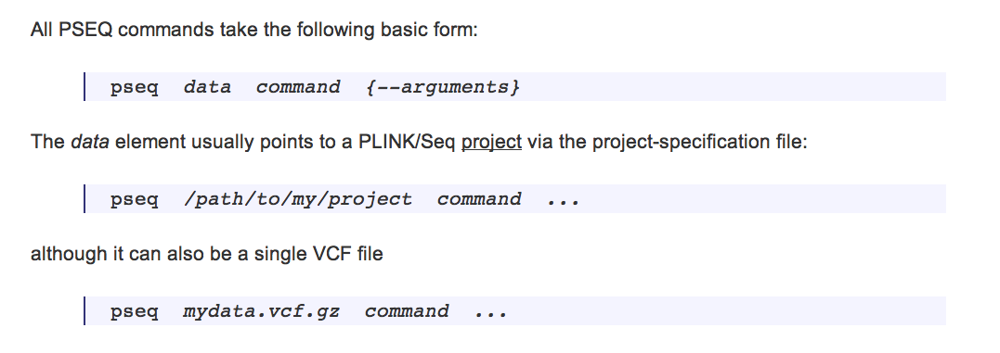 All PSEQ commands take the following basic form:
pseq data command {--arguments}
The data element usually points to a PLINK/Seq project via the project-specification file:
pseq /path/to/my/project command ...
although it can also be a single VCF file
pseq mydata.vcf.gz command ...